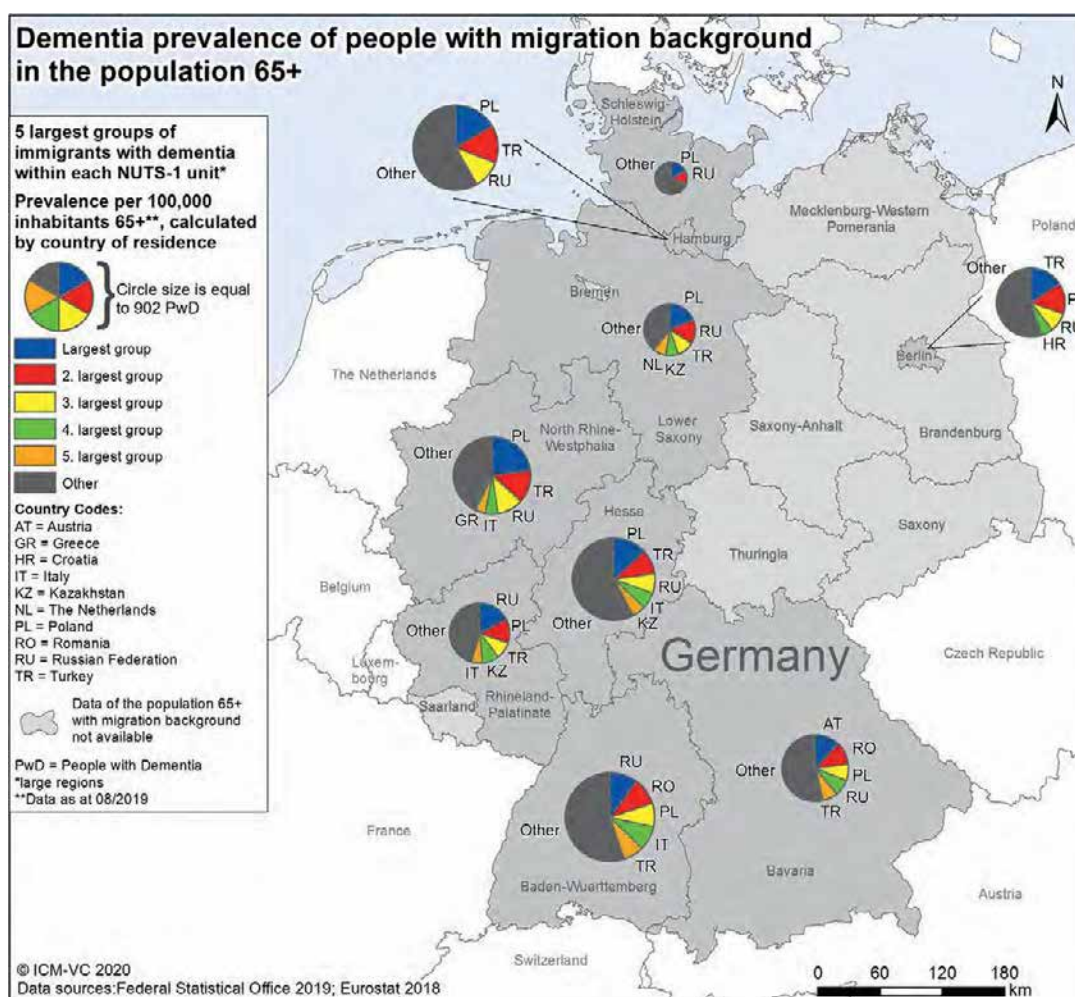 Dementia prevalence of people with migration background
in the population 65+
5 largest groups of
immigrants with dementia
within each NUTS-1 unit*
Prevalence per 100,000
inhabitants 65+**, calculated
by country of residence
Circle size is equal
to 902 PwD
Largest group
2. largest group
3. largest group
4. largest group
5. largest group
Other
Country Codes:
AT = Austria
GR = Greece
HR = Croatia
IT = Italy
KZ = Kazakhstan
NL = The Netherlands
PL = Poland
RO = Romania
RU = Russian Federation
TR = Turkey
Data of the population 65+
with migration background
not available
PwD = People with Dementia
*large regions
**Data as at 08/2019
© ICM-VC 2020
Data sources:Federal Statistical Office 2019; Eurostat 2018
N
Schleswig-
Holstein
PL
TR
RU
Other
Other
PL
RU
Hamburg
Mecklenburg-Western
Pomerania
Poland
Bremen
Other
PL
RU
TR
KZ
NL
Lower
Saxony
Other
TR
RU
HR
Berlin
Brandenburg
The Netherlands
North Rhine-
Westphalia
Saxony-Anhalt
Other
PL
TR
RU
IT
GR
Hesse
PL
TR
RU
IT
KZ
Other
Thuringia
Saxony
Belgium
Other
RU
PL
TR
KZ
IT
Luxem-
bourg
Saarland
Rhineland-
Palatinate
Germany
Czech Republic
AT
RO
PL
RU
TR
Other
Bavaria
RU
RO
PL
IT
TR
Other
Baden-Wuerttemberg
France
Switzerland
Austria
0 60 120 180
km